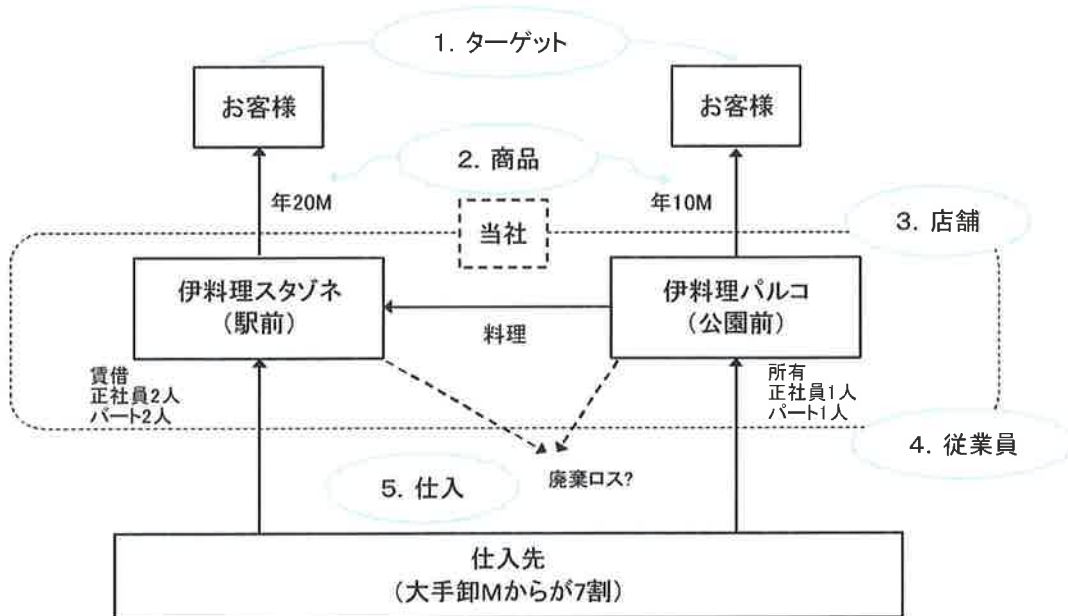 1. ターゲット
お客様
お客様
2. 商品
年20M
年10M
当社
3. 店舗
伊料理スタゾネ
(駅前)
伊料理パルコ
(公園前)
料理
賃借
正社員2人
パート2人
所有
正社員1人
パート1人
4. 従業員
廃棄ロス?
5. 仕入
仕入先
(大手卸Mからが7割)